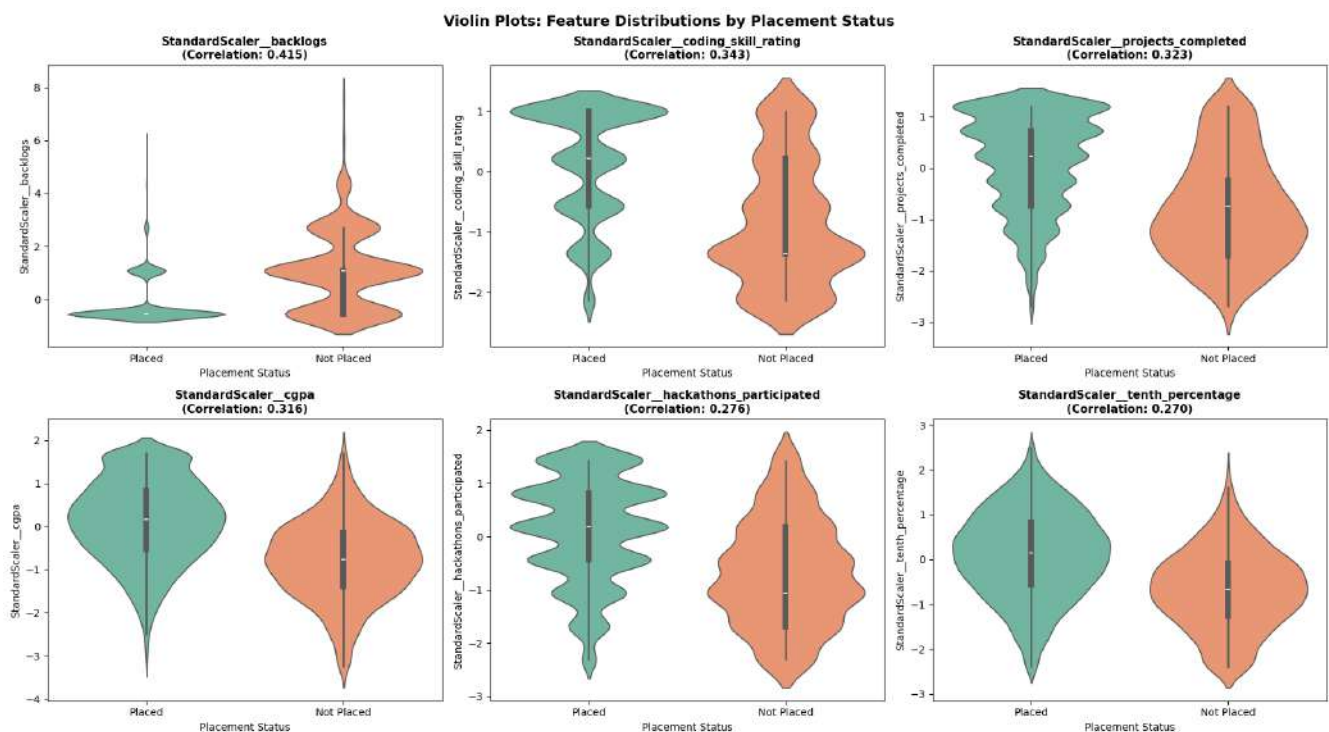 Violin Plots: Feature Distributions by Placement Status
StandardScaler__backlogs
(Correlation: 0.415)
8
6
4
2
0
StandardScaler__backlogs
Placed
Not Placed
Placement Status
StandardScaler__coding_skill_rating
(Correlation: 0.343)
1
0
−1
−2
StandardScaler__coding_skill_rating
Placed
Not Placed
Placement Status
StandardScaler__projects_completed
(Correlation: 0.323)
1
0
−1
−2
−3
StandardScaler__projects_completed
Placed
Not Placed
Placement Status
StandardScaler__cgpa
(Correlation: 0.316)
2
1
0
−1
−2
−3
−4
StandardScaler__cgpa
Placed
Not Placed
Placement Status
StandardScaler__hackathons_participated
(Correlation: 0.276)
2
1
0
−1
−2
−3
StandardScaler__hackathons_participated
Placed
Not Placed
Placement Status
StandardScaler__tenth_percentage
(Correlation: 0.270)
3
2
1
0
−1
−2
−3
StandardScaler__tenth_percentage
Placed
Not Placed
Placement Status